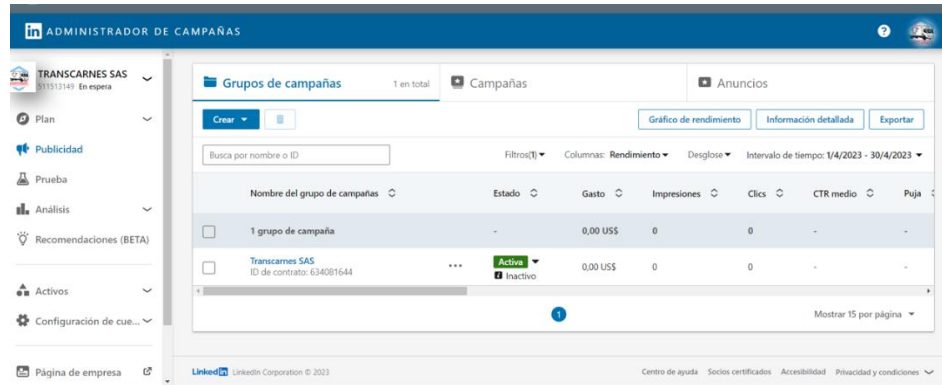 in ADMINISTRADOR DE CAMPAÑAS
TRANSCARNES SAS
511513149 En espera
Plan
Publicidad
Prueba
Análisis
Recomendaciones (BETA)
Activos
Configuración de cue...
Página de empresa
Grupos de campañas 1 en total
Campañas
Anuncios
Crear
Gráfico de rendimiento
Información detallada
Exportar
Busca por nombre o ID
Filtros(1)
Columnas: Rendimiento
Desglose
Intervalo de tiempo: 1/4/2023 - 30/4/2023
Nombre del grupo de campañas Estado Gasto Impresiones Clics CTR medio Puja
1 grupo de campaña - 0,00 US$ 0 0 - -
Transcarnes SAS ... Activa 0,00 US$ 0 0 - -
ID de contrato: 634081644 Inactivo
1
Mostrar 15 por página
LinkedIn LinkedIn Corporation © 2023
Centro de ayuda Socios certificados Accesibilidad Privacidad y condiciones